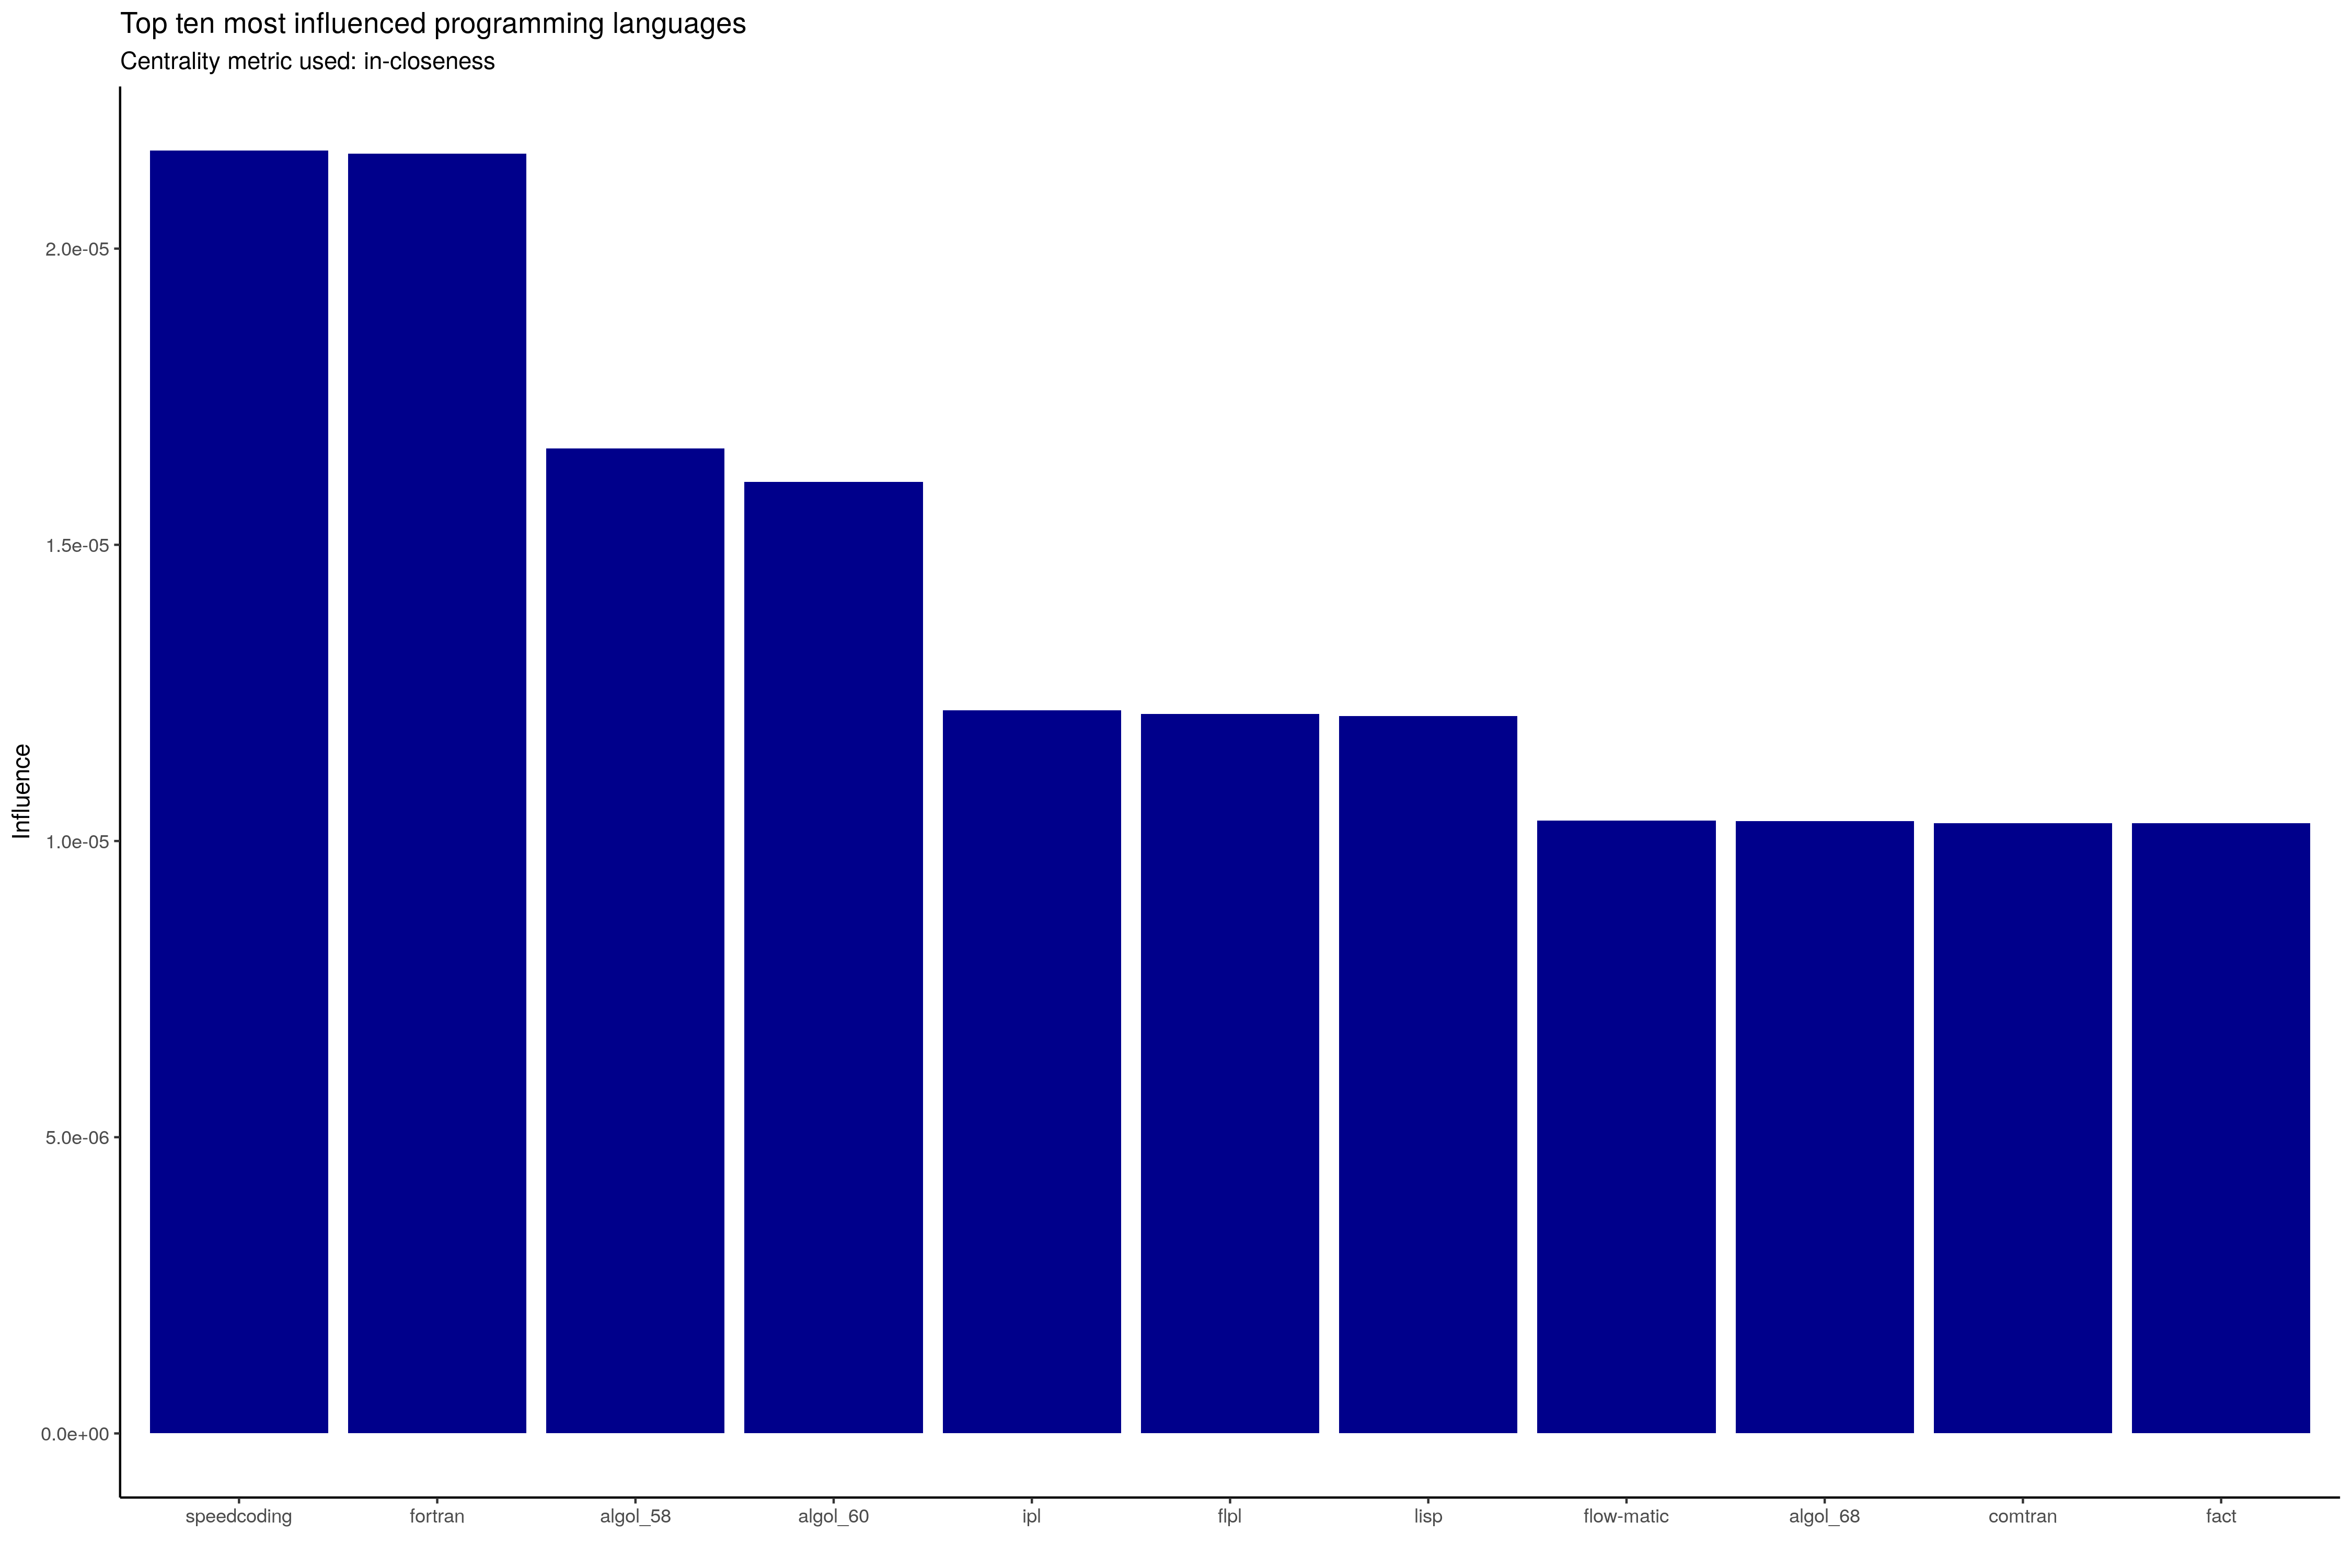 Top ten most influenced programming languages
Centrality metric used: in-closeness
Influence
2.0e-05
1.5e-05
1.0e-05
5.0e-06
0.0e+00
speedcoding fortran algol_58 algol_60 ipl flpl lisp flow-matic algol_68 comtran fact